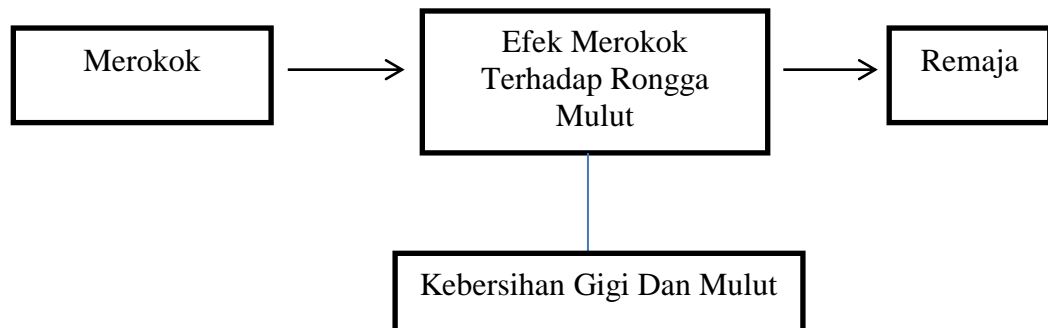 Merokok
Efek Merokok
Terhadap Rongga
Mulut
Remaja
Kebersihan Gigi Dan Mulut